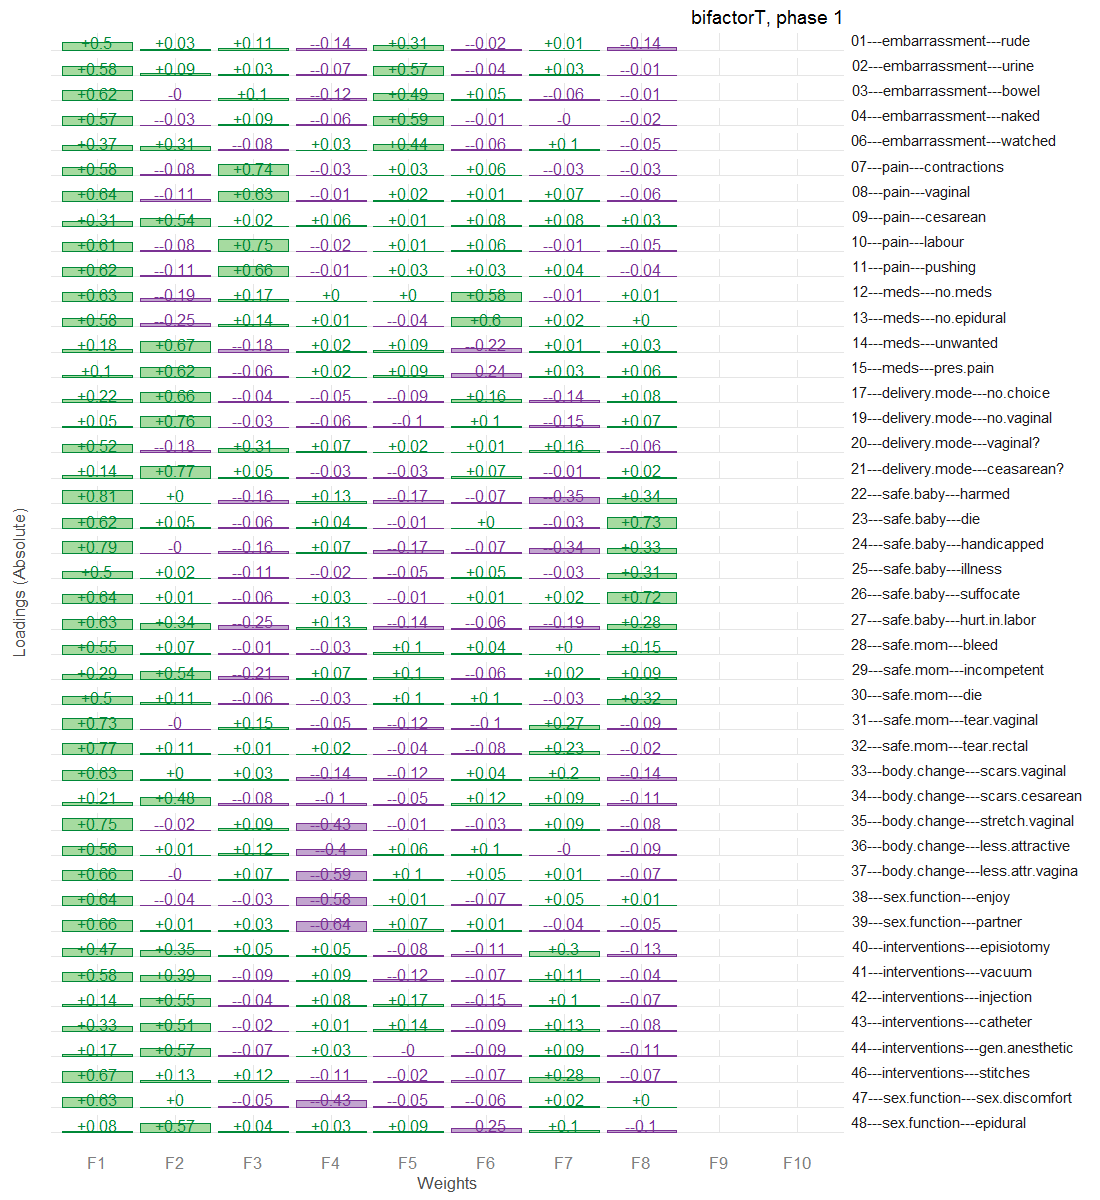 bifactorT, phase 1
+0.5 +0.03 +0.11 --0.14 +0.31 --0.02 +0.01 --0.14 01---embarrassment---rude
+0.58 +0.09 +0.03 --0.07 +0.57 --0.04 +0.03 --0.01 02---embarrassment---urine
+0.62 -0 +0.1 --0.12 +0.49 +0.05 --0.06 --0.01 03---embarrassment---bowel
+0.57 --0.03 +0.09 --0.06 +0.59 --0.01 -0 --0.02 04---embarrassment---naked
+0.37 +0.31 --0.08 +0.03 +0.44 --0.06 +0.1 --0.05 06---embarrassment---watched
+0.58 --0.08 +0.74 --0.03 +0.03 +0.06 --0.03 --0.03 07---pain---contractions
+0.64 --0.11 +0.63 --0.01 +0.02 +0.01 +0.07 --0.06 08---pain---vaginal
+0.31 +0.54 +0.02 +0.06 +0.01 +0.08 +0.08 +0.03 09---pain---cesarean
+0.61 --0.08 +0.75 --0.02 +0.01 +0.06 --0.01 --0.05 10---pain---labour
+0.62 --0.11 +0.66 --0.01 +0.03 +0.03 +0.04 --0.04 11---pain---pushing
+0.63 --0.19 +0.17 +0 +0 +0.58 --0.01 +0.01 12---meds---no.meds
+0.58 --0.25 +0.14 +0.01 --0.04 +0.6 +0.02 +0 13---meds---no.epidural
+0.18 +0.67 --0.18 +0.02 +0.09 --0.22 +0.01 +0.03 14---meds---unwanted
+0.1 +0.62 --0.06 +0.02 +0.09 --0.24 +0.03 +0.06 15---meds---pres.pain
+0.22 +0.66 --0.04 --0.05 --0.09 +0.16 --0.14 +0.08 17---delivery.mode---no.choice
+0.05 +0.76 --0.03 --0.06 --0.1 +0.1 --0.15 +0.07 19---delivery.mode---no.vaginal
+0.52 --0.18 +0.31 +0.07 +0.02 +0.01 +0.16 --0.06 20---delivery.mode---vaginal?
+0.14 +0.77 +0.05 --0.03 --0.03 +0.07 --0.01 +0.02 21---delivery.mode---ceasarean?
+0.81 +0 --0.16 +0.13 --0.17 --0.07 --0.35 +0.34 22---safe.baby---harmed
+0.62 +0.05 --0.06 +0.04 --0.01 +0 --0.03 +0.73 23---safe.baby---die
+0.79 -0 --0.16 +0.07 --0.17 --0.07 --0.34 +0.33 24---safe.baby---handicapped
+0.5 +0.02 --0.11 --0.02 --0.05 +0.05 --0.03 +0.31 25---safe.baby---illness
+0.64 +0.01 --0.06 +0.03 --0.01 +0.01 +0.02 +0.72 26---safe.baby---suffocate
+0.63 +0.34 --0.25 +0.13 --0.14 --0.06 --0.19 +0.28 27---safe.baby---hurt.in.labor
+0.55 +0.07 --0.01 --0.03 +0.1 +0.04 +0 +0.15 28---safe.mom---bleed
+0.29 +0.54 --0.21 +0.07 +0.1 --0.06 +0.02 +0.09 29---safe.mom---incompetent
+0.5 +0.11 --0.06 --0.03 +0.1 +0.1 --0.03 +0.32 30---safe.mom---die
+0.73 -0 +0.15 --0.05 --0.12 --0.1 +0.27 --0.09 31---safe.mom---tear.vaginal
+0.77 +0.11 +0.01 +0.02 --0.04 --0.08 +0.23 --0.02 32---safe.mom---tear.rectal
+0.63 +0 +0.03 --0.14 --0.12 +0.04 +0.2 --0.14 33---body.change---scars.vaginal
+0.21 +0.48 --0.08 --0.1 --0.05 +0.12 +0.09 --0.11 34---body.change---scars.cesarean
+0.75 --0.02 +0.09 --0.43 --0.01 --0.03 +0.09 --0.08 35---body.change---stretch.vaginal
+0.56 +0.01 +0.12 --0.4 +0.06 +0.1 -0 --0.09 36---body.change---less.attractive
+0.66 -0 +0.07 --0.59 +0.1 +0.05 +0.01 --0.07 37---body.change---less.attr.vagina
+0.64 --0.04 --0.03 --0.58 +0.01 --0.07 +0.05 +0.01 38---sex.function---enjoy
+0.66 +0.01 +0.03 --0.64 +0.07 +0.01 --0.04 --0.05 39---sex.function---partner
+0.47 +0.35 +0.05 +0.05 --0.08 --0.11 +0.3 --0.13 40---interventions---episiotomy
+0.58 +0.39 --0.09 +0.09 --0.12 --0.07 +0.11 --0.04 41---interventions---vacuum
+0.14 +0.55 --0.04 +0.08 +0.17 --0.15 +0.1 --0.07 42---interventions---injection
+0.33 +0.51 --0.02 +0.01 +0.14 --0.09 +0.13 --0.08 43---interventions---catheter
+0.17 +0.57 --0.07 +0.03 -0 --0.09 +0.09 --0.11 44---interventions---gen.anesthetic
+0.67 +0.13 +0.12 --0.11 --0.02 --0.07 +0.28 --0.07 46---interventions---stitches
+0.63 +0 --0.05 --0.43 --0.05 --0.06 +0.02 +0 47---sex.function---sex.discomfort
+0.08 +0.57 +0.04 +0.03 +0.09 --0.25 +0.1 --0.1 48---sex.function---epidural
F1 F2 F3 F4 F5 F6 F7 F8 F9 F10
Weights
Loadings (Absolute)